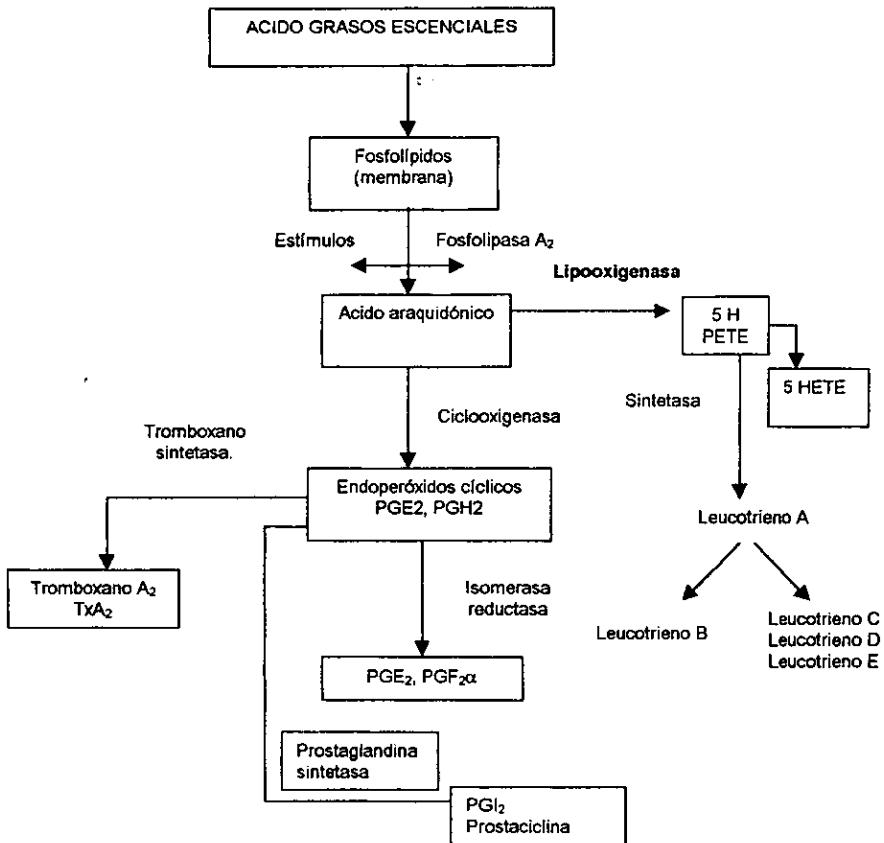 ACIDO GRASOS ESCENCIALES
Fosfolípidos
(membrana)
Estímulos
Fosfolipasa A₂
Lipooxigenasa
Acido araquidónico
5 H
PETE
5 HETE
Sintetasa
Ciclooxigenasa
Tromboxano
sintetasa.
Endoperóxidos cíclicos
PGE2, PGH2
Leucotrieno A
Tromboxano A₂
TxA₂
Isomerasa
reductasa
Leucotrieno B
Leucotrieno C
Leucotrieno D
Leucotrieno E
PGE₂, PGF₂α
Prostaglandina
sintetasa
PGI₂
Prostaciclina